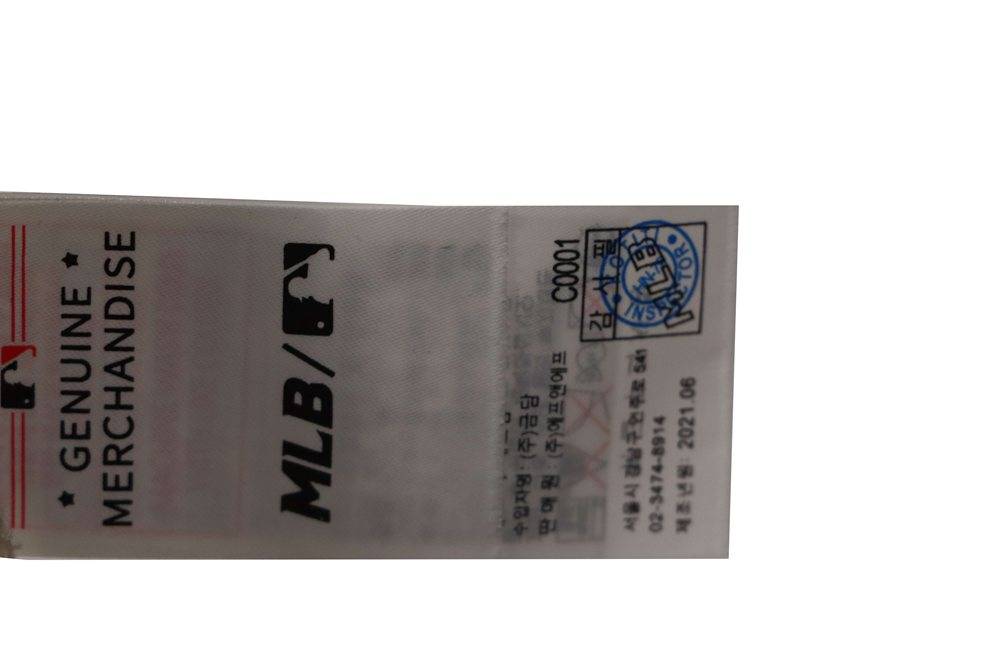 ★ GENUINE ★
MERCHANDISE
MLB/
수입자명 : (주)금담
판 매 원 : (주)에프앤에프
C0001
감 사 필
MLB
INSPECTOR
서울시 강남구 언주로 541
02-3474-8914
제조년월: 2021.06